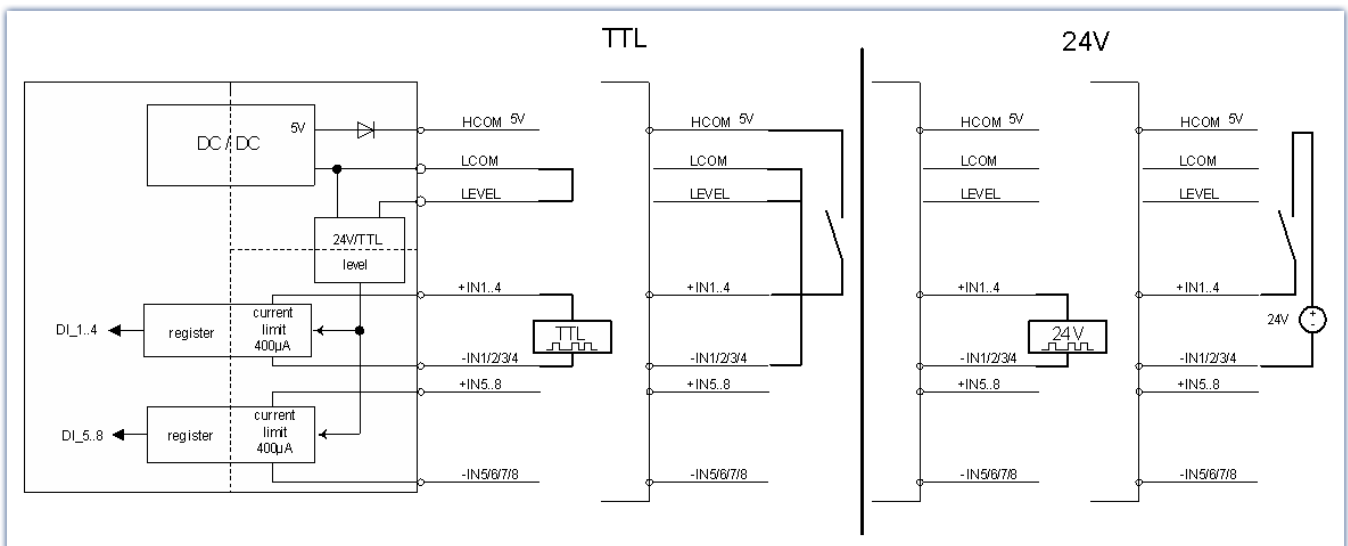 TTL
24V
DC / DC
5V
HCOM 5V
LCOM
LEVEL
24V/TTL
level
+IN1..4
DI_1..4
register
current
limit
400µA
TTL
-IN1/2/3/4
+IN5..8
DI_5..8
register
current
limit
400µA
-IN5/6/7/8
HCOM 5V
LCOM
LEVEL
+IN1..4
-IN1/2/3/4
+IN5..8
-IN5/6/7/8
HCOM 5V
LCOM
LEVEL
+IN1..4
24V
-IN1/2/3/4
+IN5..8
-IN5/6/7/8
HCOM 5V
LCOM
LEVEL
+IN1..4
24V
+
-
-IN1/2/3/4
+IN5..8
-IN5/6/7/8